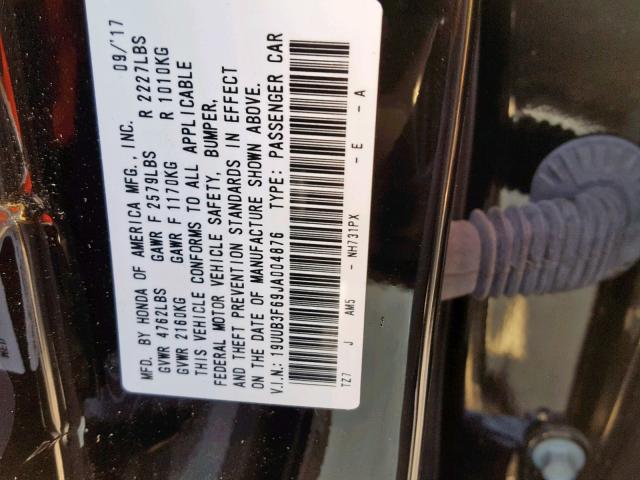 MFD. BY HONDA OF AMERICA MFG., INC. 09/'17
GVWR 4762LBS GAWR F 2579LBS R 2227LBS
GVWR 2160KG GAWR F 1170KG R 1010KG
THIS VEHICLE CONFORMS TO ALL APPLICABLE
FEDERAL MOTOR VEHICLE SAFETY, BUMPER,
AND THEFT PREVENTION STANDARDS IN EFFECT
ON THE DATE OF MANUFACTURE SHOWN ABOVE.
V.I.N.: 19UUB3F69JA004876 TYPE: PASSENGER CAR
TZ7 J AM5 - NH731PX - E - A